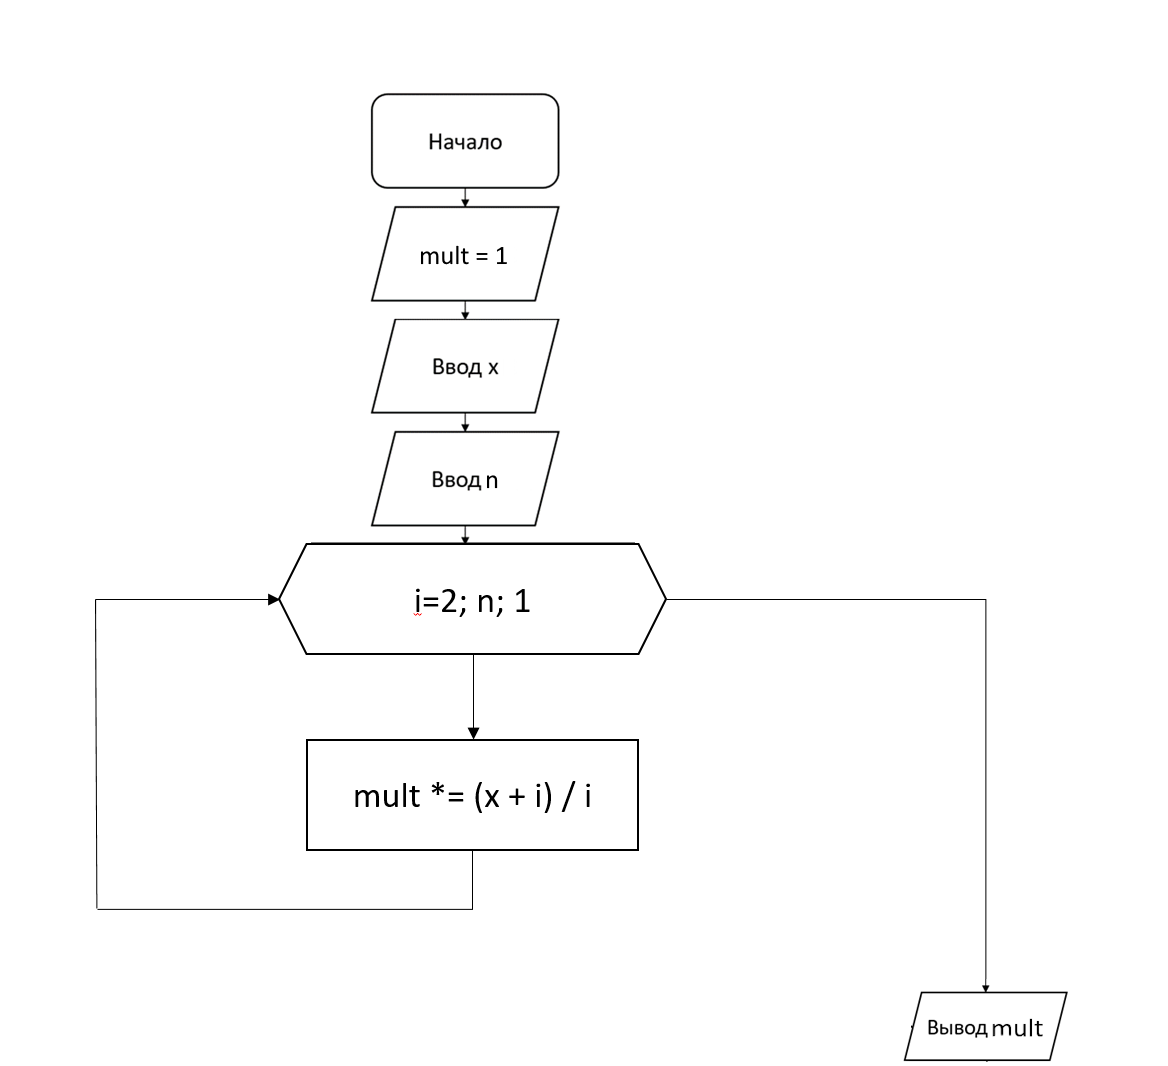 Начало
mult = 1
Ввод x
Ввод n
i=2; n; 1
mult *= (x + i) / i
Вывод mult